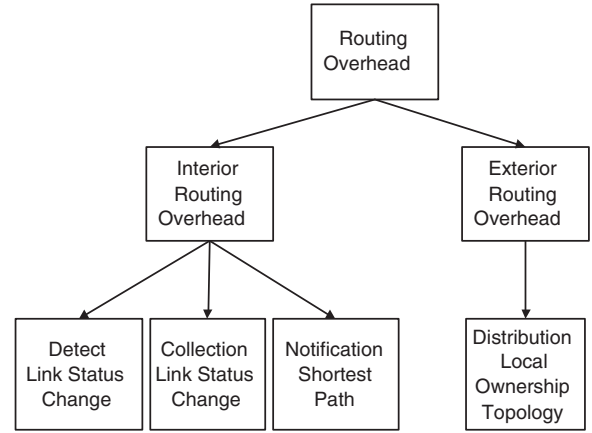 Routing
Overhead
Interior
Routing
Overhead
Exterior
Routing
Overhead
Detect
Link Status
Change
Collection
Link Status
Change
Notification
Shortest
Path
Distribution
Local
Ownership
Topology